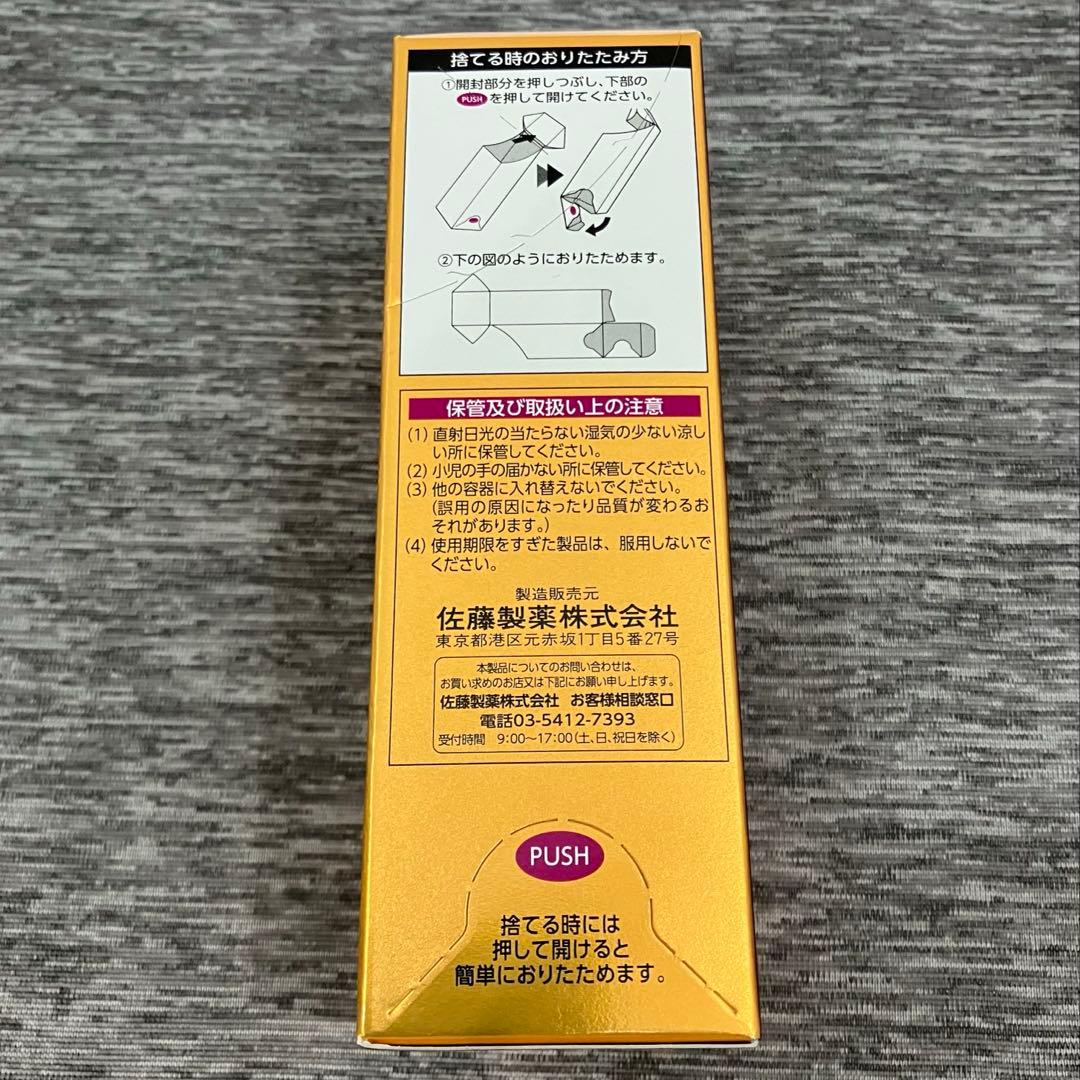 捨てる時のおりたたみ方
①開封部分を押しつぶし、下部の
PUSHを押して開けてください。
②下の図のようにおりたためます。
保管及び取扱い上の注意
(1) 直射日光の当たらない湿気の少ない涼し
い所に保管してください。
(2) 小児の手の届かない所に保管してください。
(3) 他の容器に入れ替えないでください。
(誤用の原因になったり品質が変わるお
それがあります。)
(4) 使用期限をすぎた製品は、服用しないで
ください。
製造販売元
佐藤製薬株式会社
東京都港区元赤坂1丁目5番27号
本製品についてのお問い合わせは、
お買い求めのお店又は下記にお願い申し上げます。
佐藤製薬株式会社 お客様相談窓口
電話03-5412-7393
受付時間 9:00〜17:00(土、日、祝日を除く)
PUSH
捨てる時には
押して開けると
簡単におりたためます。